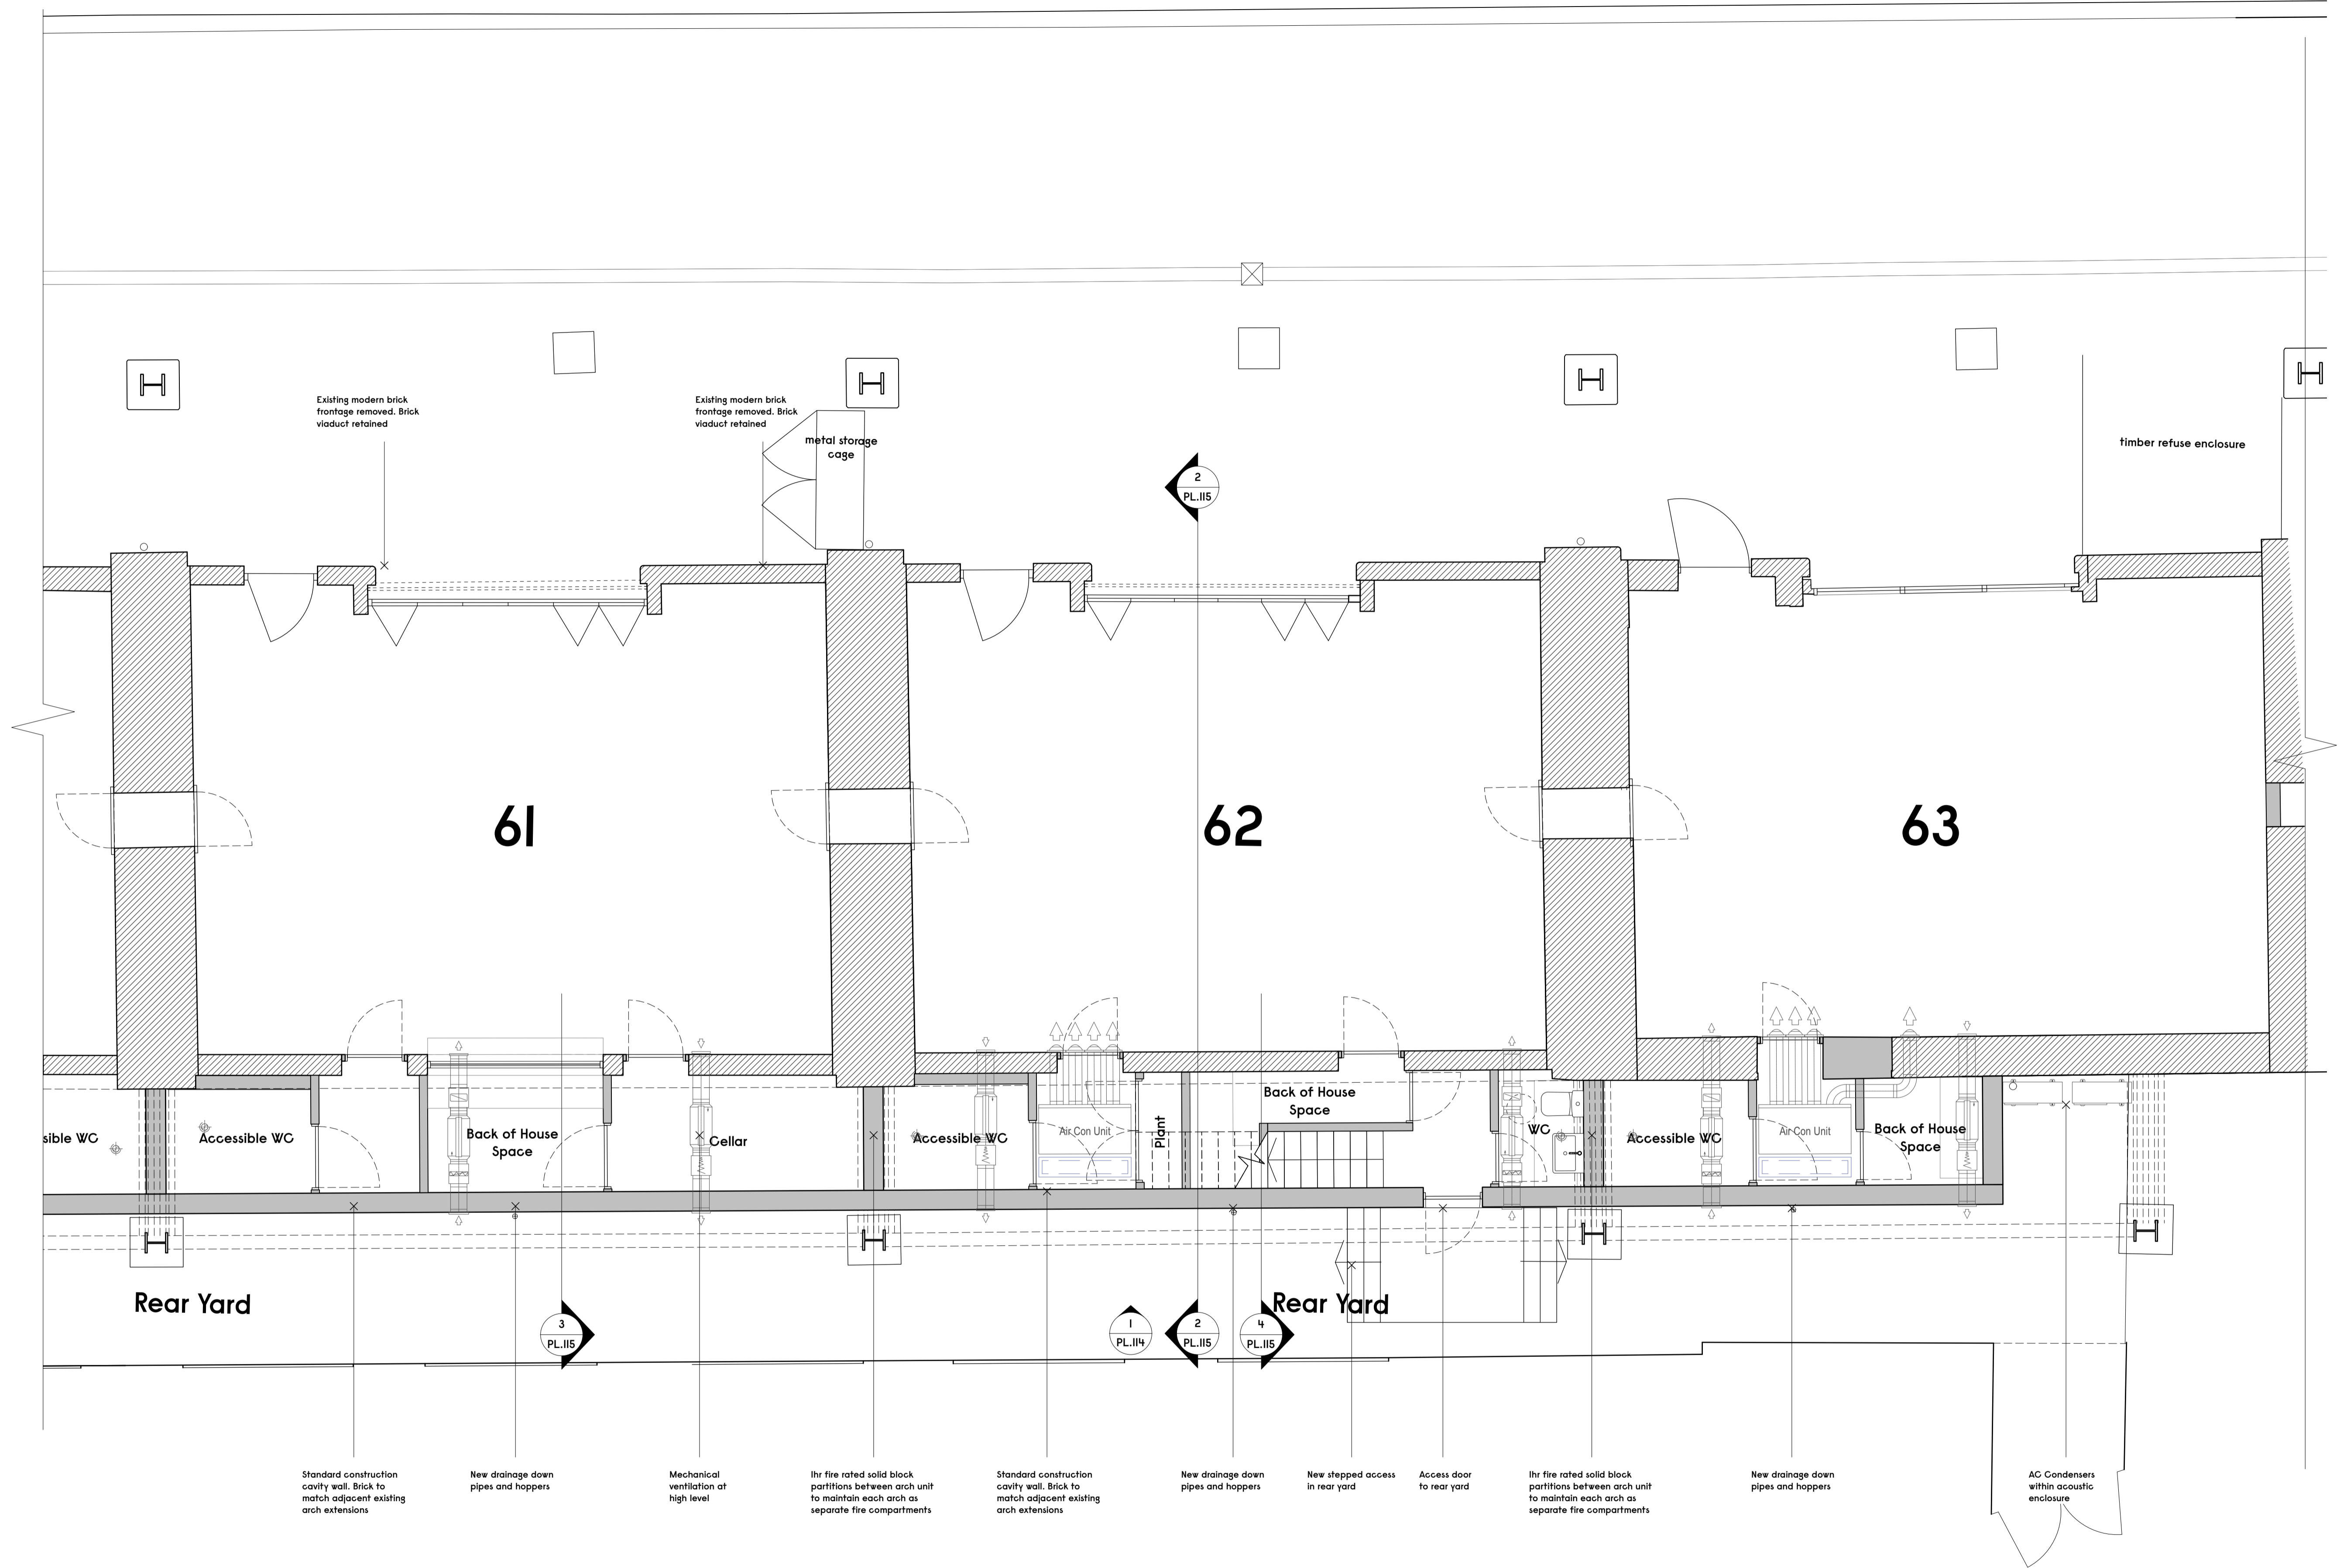 Existing modern brick
frontage removed. Brick
viaduct retained
Existing modern brick
frontage removed. Brick
viaduct retained
metal storage
cage
timber refuse enclosure
2
PL.115
61
62
63
sible WC
Accessible WC
Back of House
Space
Cellar
Accessible WC
Air Con Unit
Plant
Back of House
Space
WC
Accessible WC
Air Con Unit
Back of House
Space
Rear Yard
Rear Yard
3
PL.115
1
PL.114
2
PL.115
4
PL.115
Standard construction
cavity wall. Brick to
match adjacent existing
arch extensions
New drainage down
pipes and hoppers
Mechanical
ventilation at
high level
1hr fire rated solid block
partitions between arch unit
to maintain each arch as
separate fire compartments
Standard construction
cavity wall. Brick to
match adjacent existing
arch extensions
New drainage down
pipes and hoppers
New stepped access
in rear yard
Access door
to rear yard
1hr fire rated solid block
partitions between arch unit
to maintain each arch as
separate fire compartments
New drainage down
pipes and hoppers
AC Condensers
within acoustic
enclosure